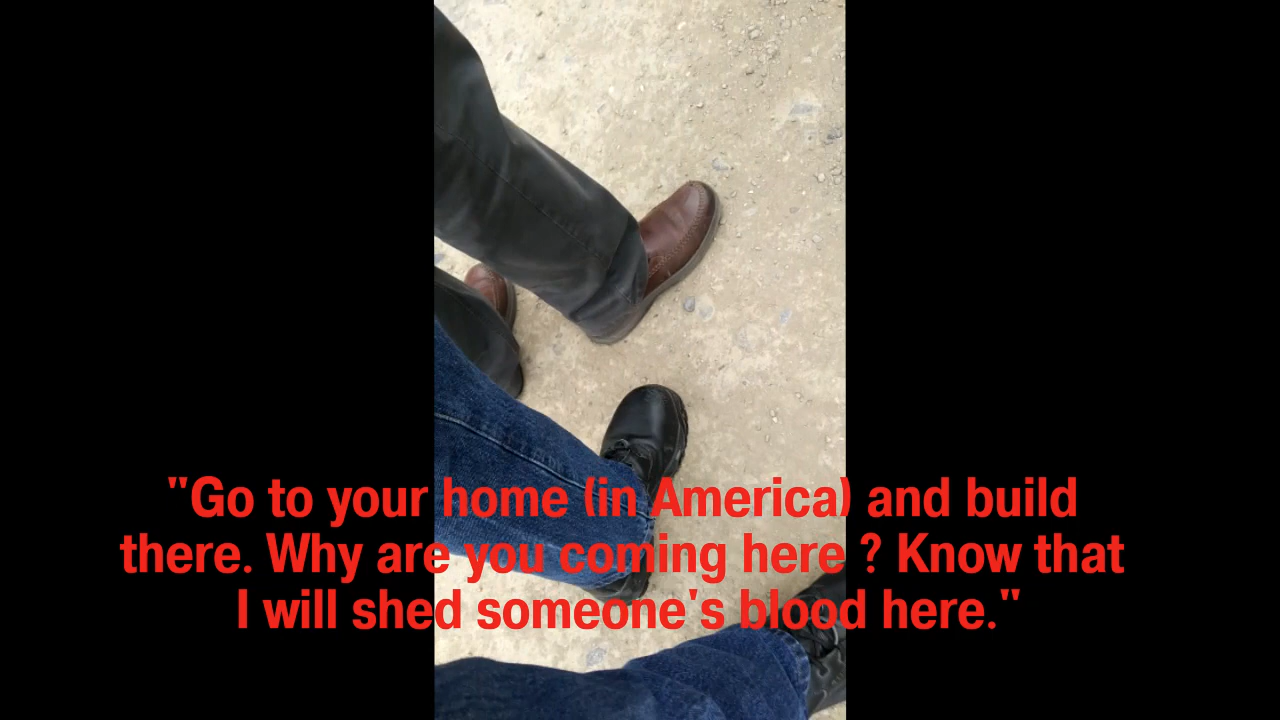 "Go to your home (in America) and build
there. Why are you coming here ? Know that
I will shed someone's blood here."